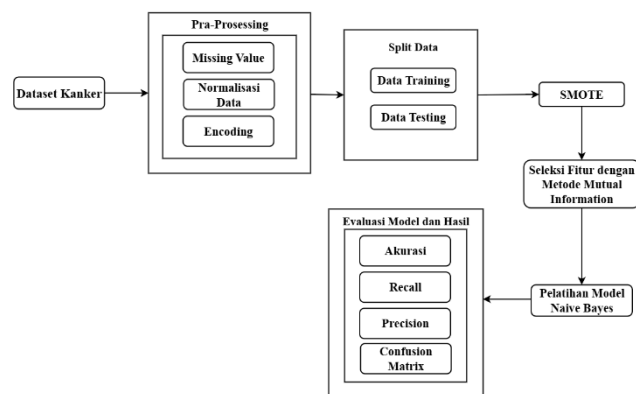 Pra-Prosessing
Missing Value
Normalisasi
Data
Encoding
Dataset Kanker
Split Data
Data Training
Data Testing
SMOTE
Seleksi Fitur dengan
Metode Mutual
Information
Pelatihan Model
Naive Bayes
Evaluasi Model dan Hasil
Akurasi
Recall
Precision
Confusion
Matrix